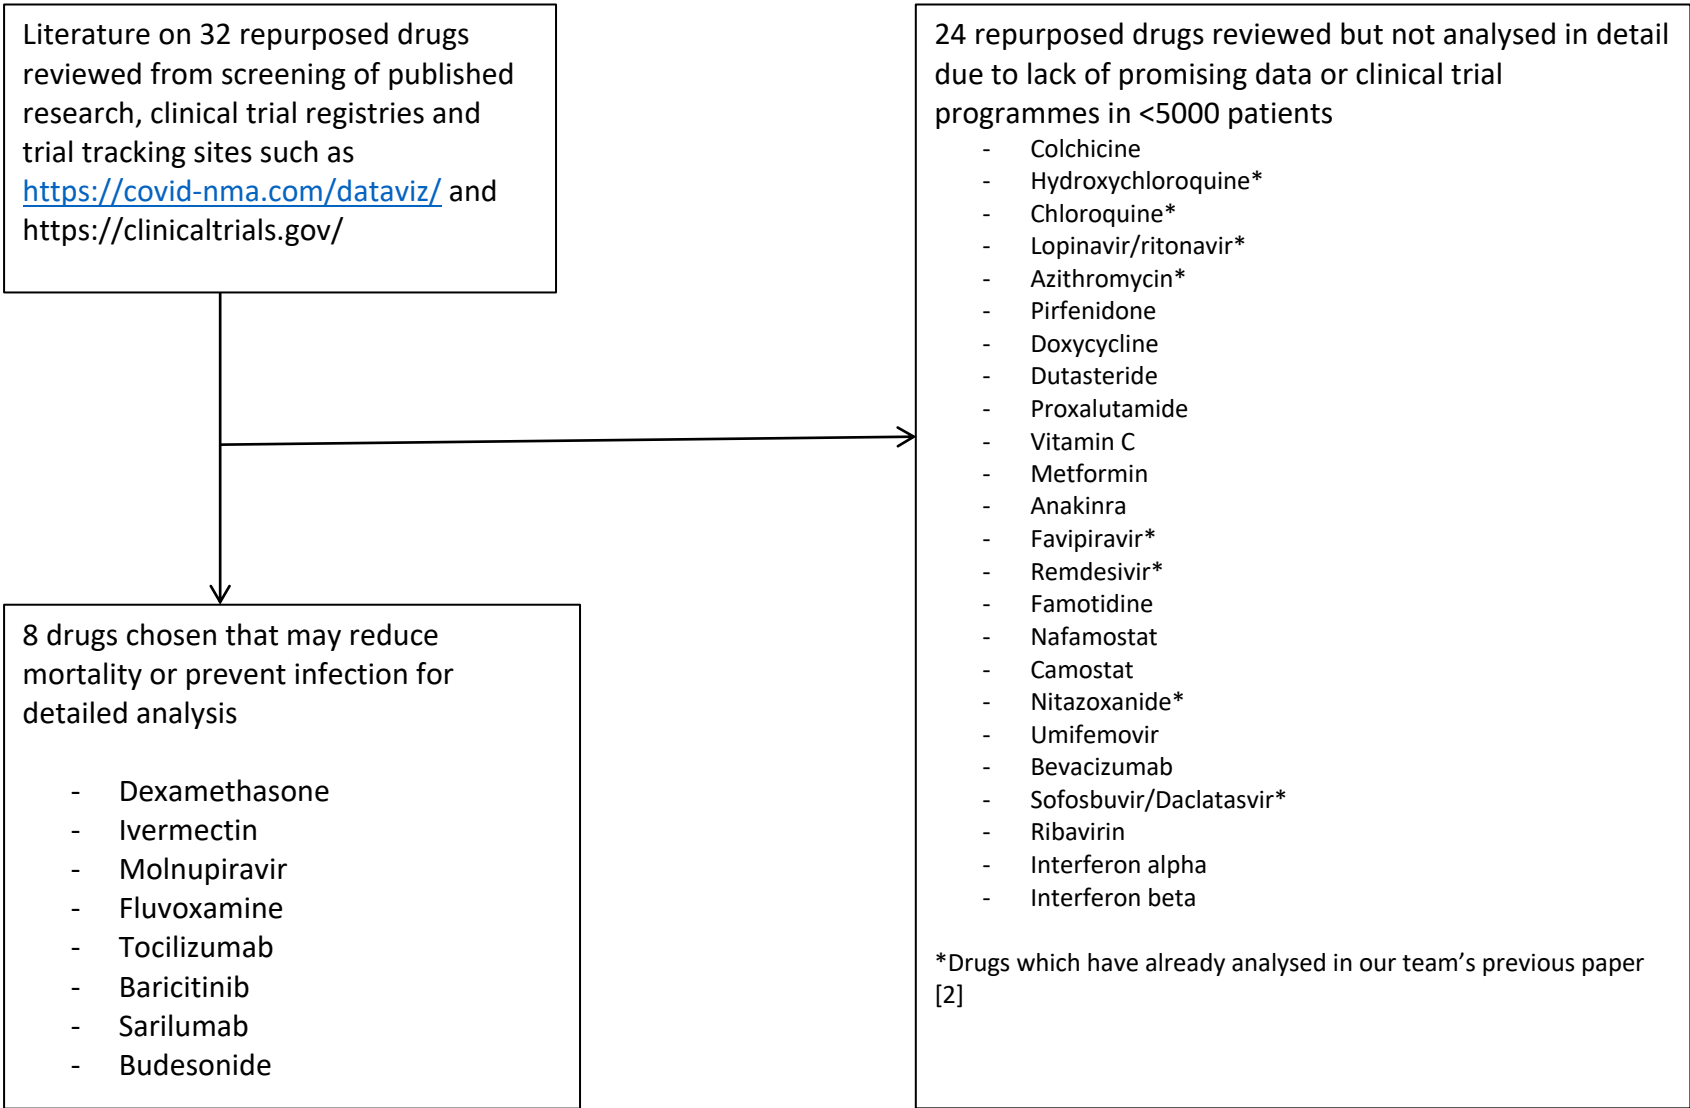 Literature on 32 repurposed drugs
reviewed from screening of published
research, clinical trial registries and
trial tracking sites such as
https://covid-nma.com/dataviz/ and
https://clinicaltrials.gov/
8 drugs chosen that may reduce
mortality or prevent infection for
detailed analysis
- Dexamethasone
- Ivermectin
- Molnupiravir
- Fluvoxamine
- Tocilizumab
- Baricitinib
- Sarilumab
- Budesonide
24 repurposed drugs reviewed but not analysed in detail
due to lack of promising data or clinical trial
programmes in <5000 patients
- Colchicine
- Hydroxychloroquine*
- Chloroquine*
- Lopinavir/ritonavir*
- Azithromycin*
- Pirfenidone
- Doxycycline
- Dutasteride
- Proxalutamide
- Vitamin C
- Metformin
- Anakinra
- Favipiravir*
- Remdesivir*
- Famotidine
- Nafamostat
- Camostat
- Nitazoxanide*
- Umifemovir
- Bevacizumab
- Sofosbuvir/Daclatasvir*
- Ribavirin
- Interferon alpha
- Interferon beta
*Drugs which have already analysed in our team's previous paper
[2]